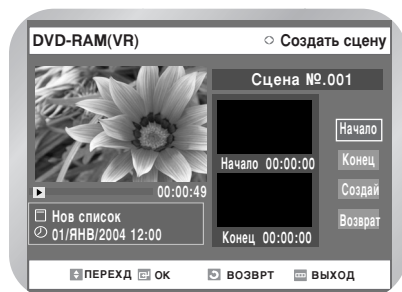 DVD-RAM(VR) Создать сцену
Сцена №.001
Начало 00:00:00
Конец 00:00:00
Начало
Конец
Создай
Возврат
00:00:49
Нов список
01/ЯНВ/2004 12:00
ПЕРЕХД ОК ВОЗВРТ ВЫХОД